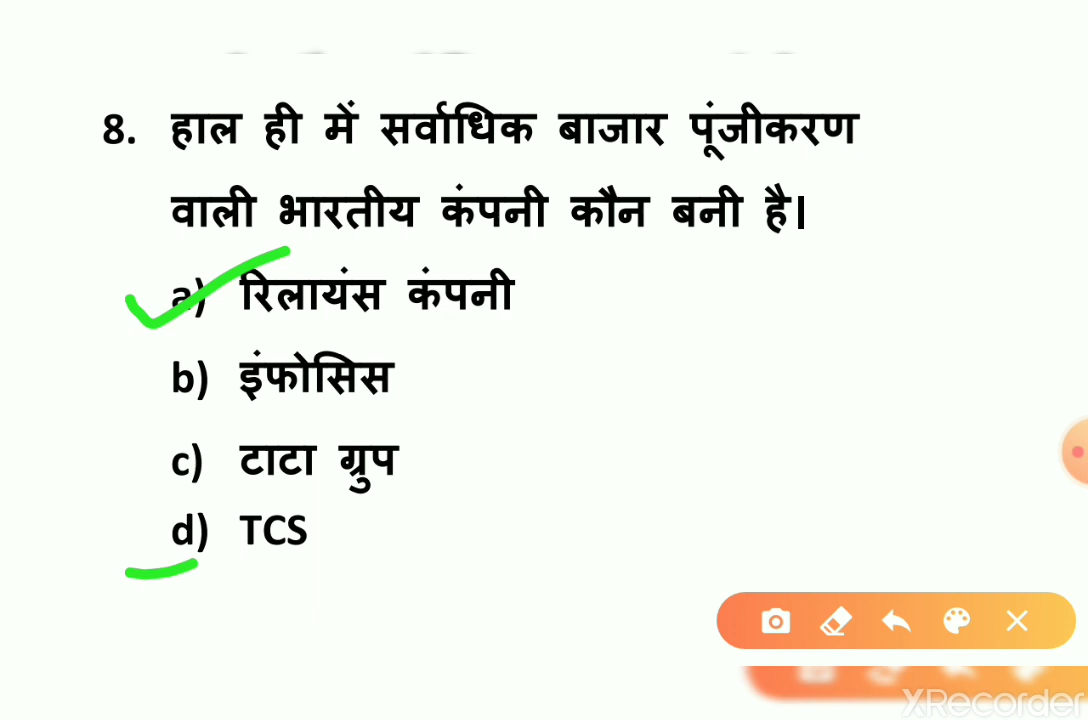 8. हाल ही में सर्वाधिक बाजार पूंजीकरण
वाली भारतीय कंपनी कौन बनी है।
a) रिलायंस कंपनी
b) इंफोसिस
c) टाटा ग्रुप
d) TCS
XRecorder